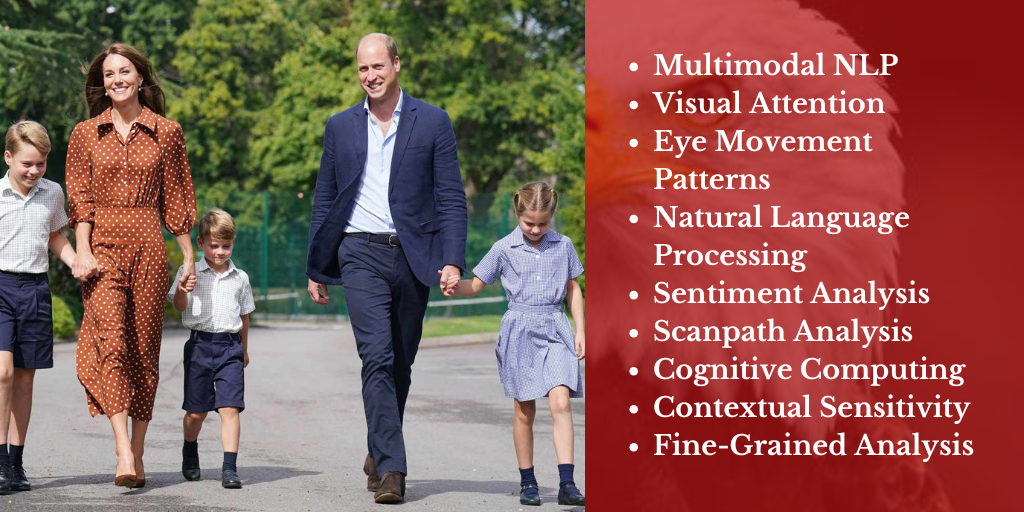 • Multimodal NLP
• Visual Attention
• Eye Movement
Patterns
• Natural Language
Processing
• Sentiment Analysis
• Scanpath Analysis
• Cognitive Computing
• Contextual Sensitivity
• Fine-Grained Analysis